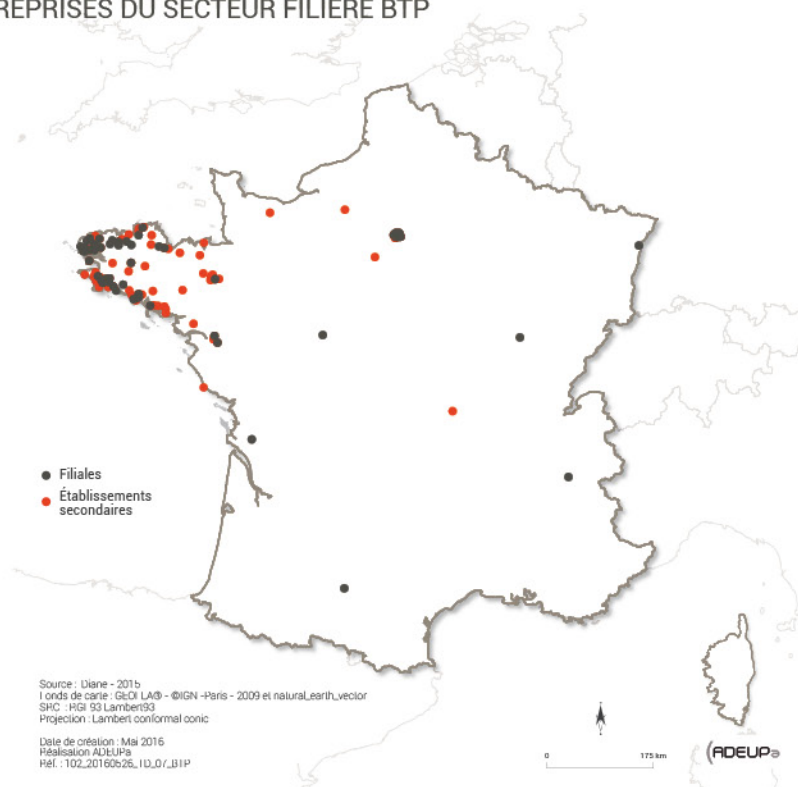 REPRISES DU SECTEUR FILIERE BTP
Filiales
Établissements
secondaires
Source : Diane - 2015
Fonds de carte : GEOFLA® - ©IGN -Paris - 2009 et natural_earth_vector
SRC : RGF 93 Lambert93
Projection : Lambert conformal conic
Date de création : Mai 2016
Réalisation ADEUPa
Réf. : 102_20160526_TD_07_BTP
0 175 km
ADEUPa